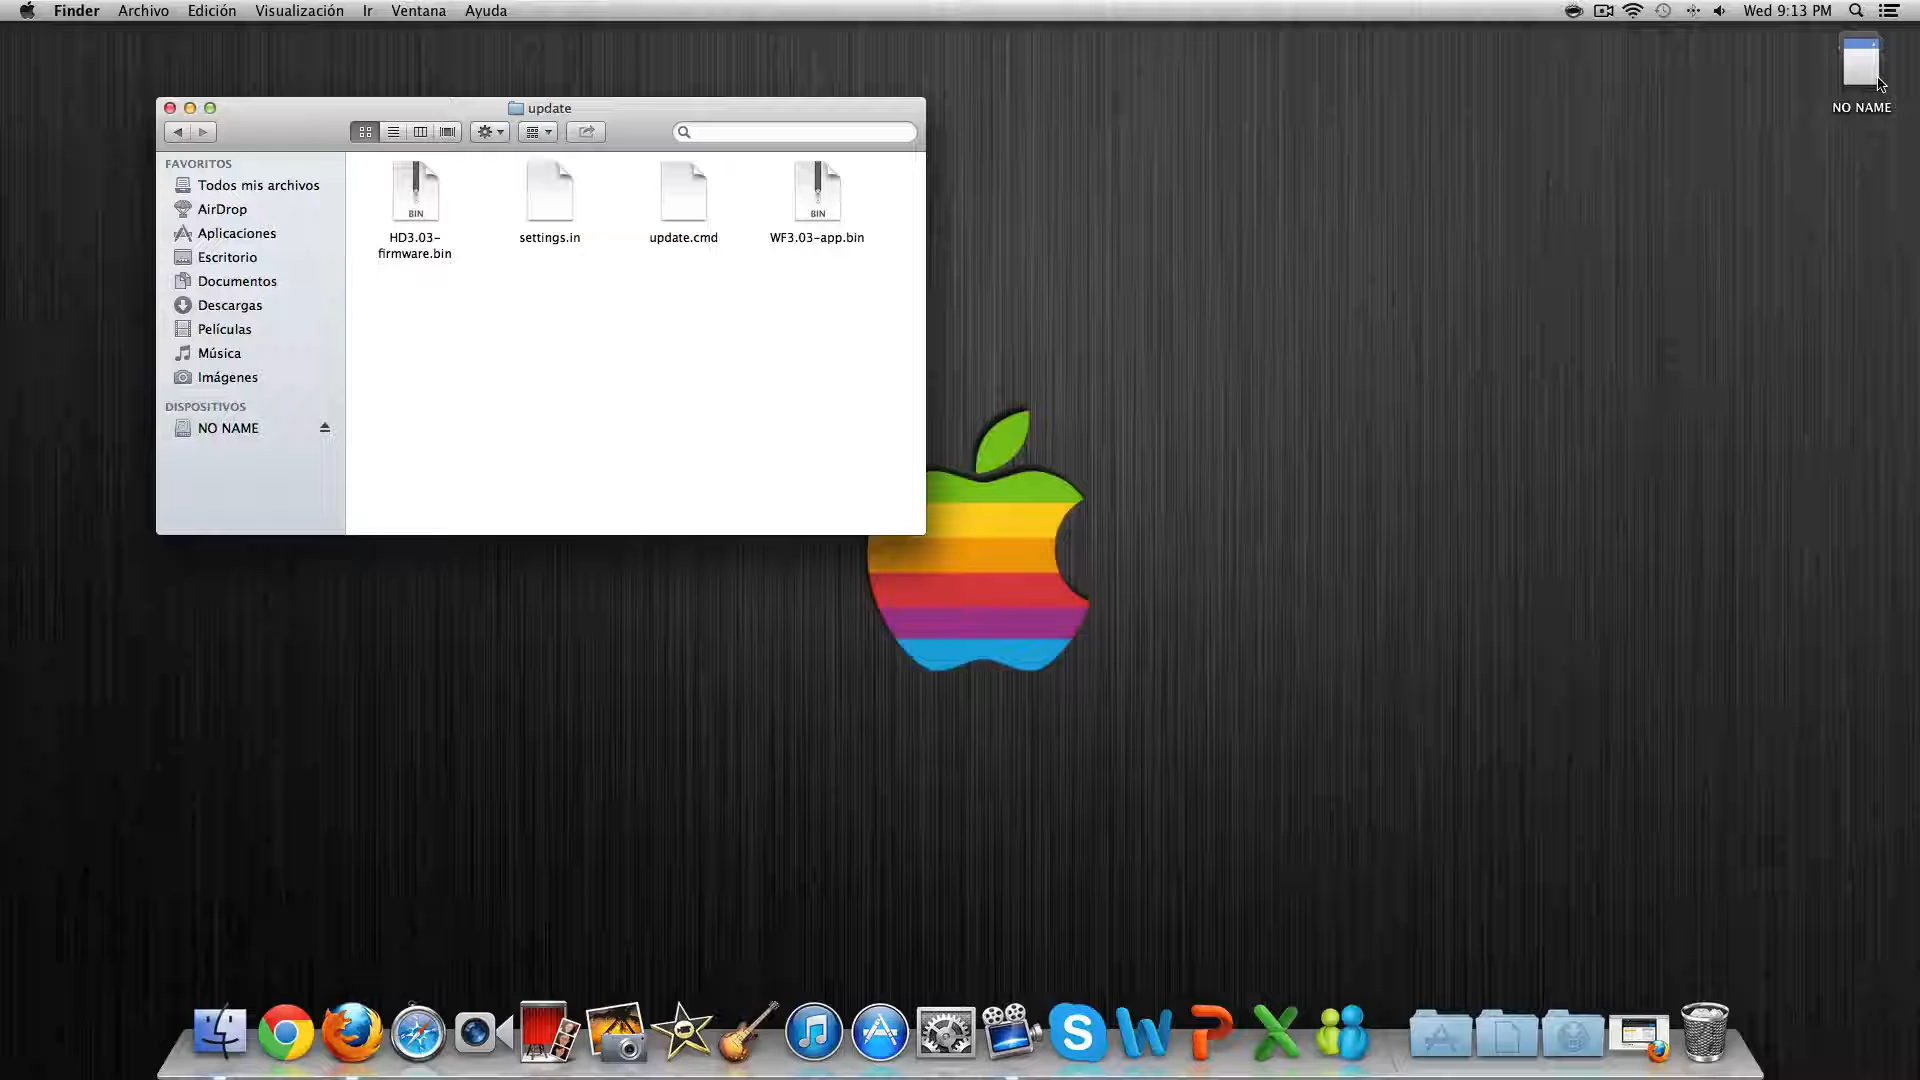 Finder Archivo Edición Visualización Ir Ventana Ayuda Wed 9:13 PM
NO NAME
update
FAVORITOS
Todos mis archivos
AirDrop
Aplicaciones
Escritorio
Documentos
Descargas
Películas
Música
Imágenes
DISPOSITIVOS
NO NAME
BIN
HD3.03-
firmware.bin
settings.in
update.cmd
BIN
WF3.03-app.bin